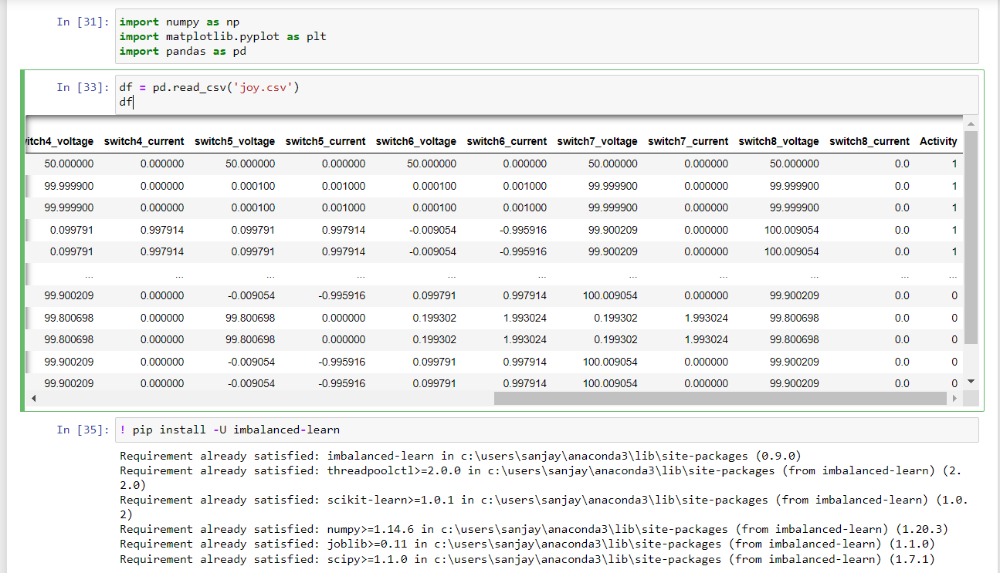 In [31]: import numpy as np
import matplotlib.pyplot as plt
import pandas as pd
In [33]: df = pd.read_csv('joy.csv')
df
itch4_voltage switch4_current switch5_voltage switch5_current switch6_voltage switch6_current switch7_voltage switch7_current switch8_voltage switch8_current Activity
50.000000 0.000000 50.000000 0.000000 50.000000 0.000000 50.000000 0.000000 50.000000 0.0 1
99.999900 0.000000 0.000100 0.001000 0.000100 0.001000 99.999900 0.000000 99.999900 0.0 1
99.999900 0.000000 0.000100 0.001000 0.000100 0.001000 99.999900 0.000000 99.999900 0.0 1
0.099791 0.997914 0.099791 0.997914 -0.009054 -0.995916 99.900209 0.000000 100.009054 0.0 1
0.099791 0.997914 0.099791 0.997914 -0.009054 -0.995916 99.900209 0.000000 100.009054 0.0 1
... ... ... ... ... ... ... ... ... ... ...
99.900209 0.000000 -0.009054 -0.995916 0.099791 0.997914 100.009054 0.000000 99.900209 0.0 0
99.800698 0.000000 99.800698 0.000000 0.199302 1.993024 0.199302 1.993024 99.800698 0.0 0
99.800698 0.000000 99.800698 0.000000 0.199302 1.993024 0.199302 1.993024 99.800698 0.0 0
99.900209 0.000000 -0.009054 -0.995916 0.099791 0.997914 100.009054 0.000000 99.900209 0.0 0
99.900209 0.000000 -0.009054 -0.995916 0.099791 0.997914 100.009054 0.000000 99.900209 0.0 0
In [35]: ! pip install -U imbalanced-learn
Requirement already satisfied: imbalanced-learn in c:\users\sanjay\anaconda3\lib\site-packages (0.9.0)
Requirement already satisfied: threadpoolctl>=2.0.0 in c:\users\sanjay\anaconda3\lib\site-packages (from imbalanced-learn) (2.
2.0)
Requirement already satisfied: scikit-learn>=1.0.1 in c:\users\sanjay\anaconda3\lib\site-packages (from imbalanced-learn) (1.0.
2)
Requirement already satisfied: numpy>=1.14.6 in c:\users\sanjay\anaconda3\lib\site-packages (from imbalanced-learn) (1.20.3)
Requirement already satisfied: joblib>=0.11 in c:\users\sanjay\anaconda3\lib\site-packages (from imbalanced-learn) (1.1.0)
Requirement already satisfied: scipy>=1.1.0 in c:\users\sanjay\anaconda3\lib\site-packages (from imbalanced-learn) (1.7.1)